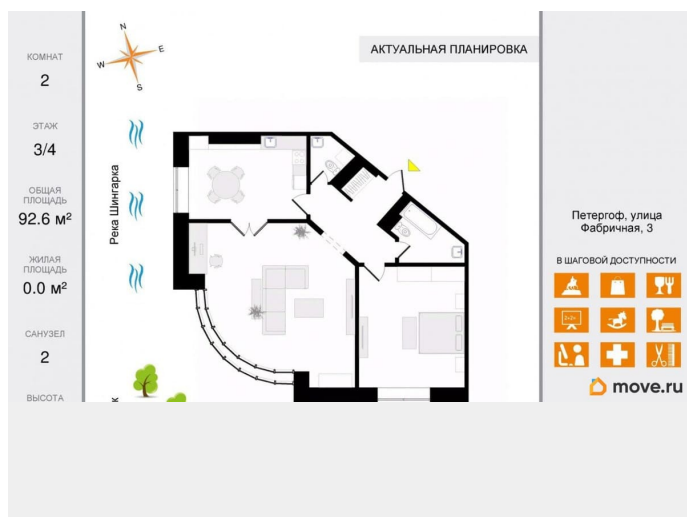 КОМНАТ
2
ЭТАЖ
3/4
ОБЩАЯ
ПЛОЩАДЬ
92.6 м²
ЖИЛАЯ
ПЛОЩАДЬ
0.0 м²
САНУЗЕЛ
2
ВЫСОТА
N
W
E
S
Река Шингарка
АКТУАЛЬНАЯ ПЛАНИРОВКА
Петергоф, улица
Фабричная, 3
В ШАГОВОЙ ДОСТУПНОСТИ
move.ru